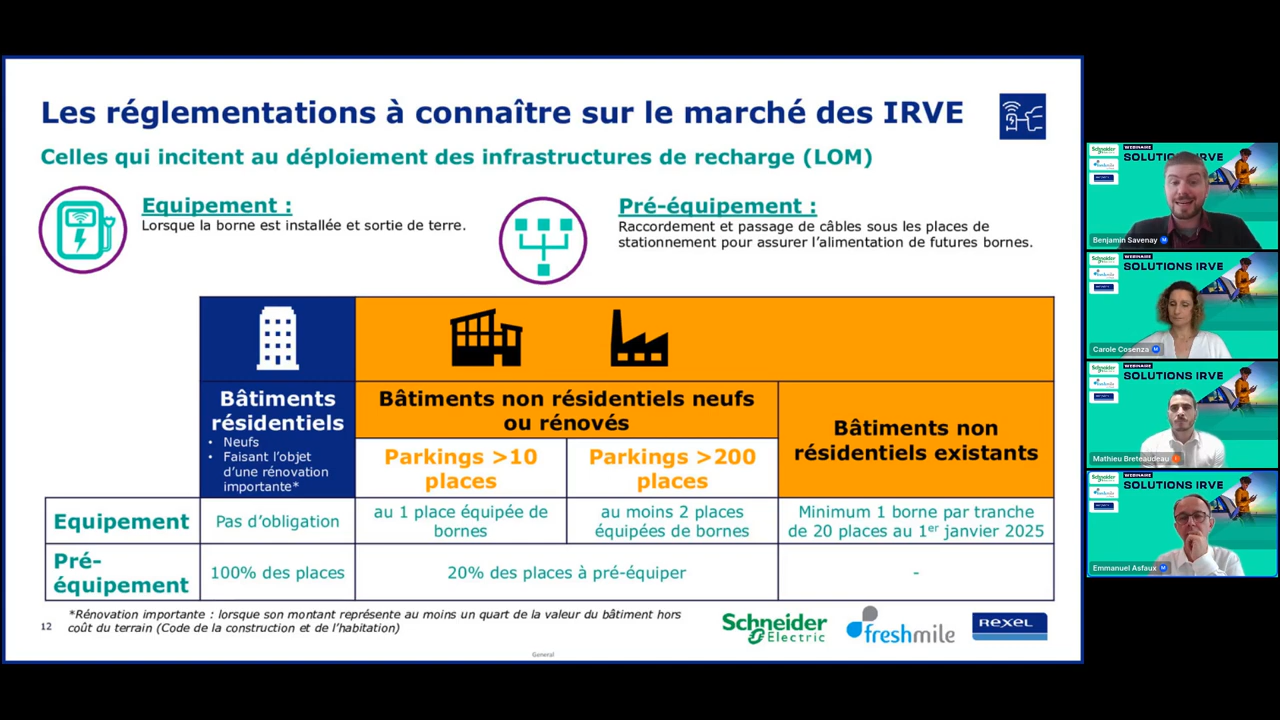 Les réglementations à connaître sur le marché des IRVE
Celles qui incitent au déploiement des infrastructures de recharge (LOM)
Equipement :
Lorsque la borne est installée et sortie de terre.
Pré-équipement :
Raccordement et passage de câbles sous les places de
stationnement pour assurer l'alimentation de futures bornes.
Bâtiments
résidentiels
• Neufs
• Faisant l'objet
d'une rénovation
importante*
Bâtiments non résidentiels neufs
ou rénovés
Parkings >10
places
Parkings >200
places
Bâtiments non
résidentiels existants
Equipement
Pas d'obligation
au 1 place équipée de
bornes
au moins 2 places
équipées de bornes
Minimum 1 borne par tranche
de 20 places au 1er janvier 2025
Pré-
équipement
100% des places
20% des places à pré-équiper
-
*Rénovation importante : lorsque son montant représente au moins un quart de la valeur du bâtiment hors
coût du terrain (Code de la construction et de l'habitation)
12
Schneider
Electric
freshmile
REXEL
General
WEBINAIRE
SOLUTIONS IRVE
Benjamin Savenay
WEBINAIRE
SOLUTIONS IRVE
Carole Cosenza
WEBINAIRE
SOLUTIONS IRVE
Mathieu Breteaudeau
WEBINAIRE
SOLUTIONS IRVE
Emmanuel Asfaux